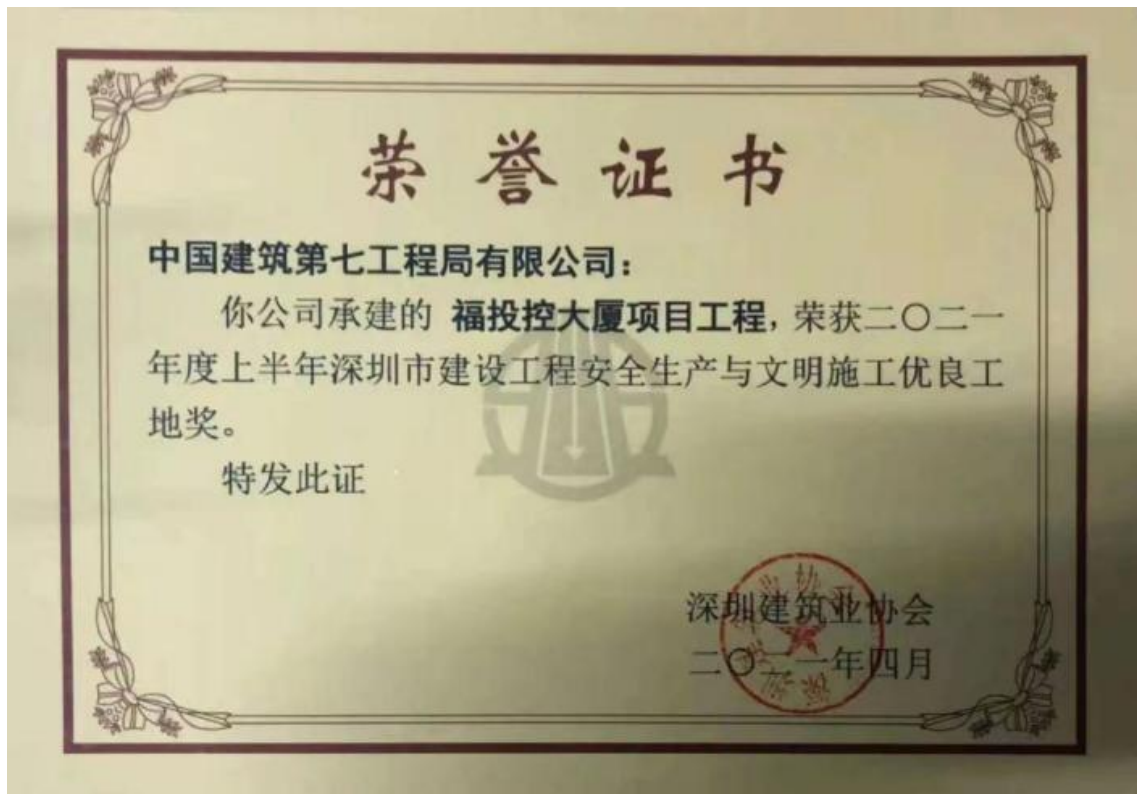 荣誉证书
中国建筑第七工程局有限公司：
你公司承建的 福投控大厦项目工程，荣获二〇二一
年度上半年深圳市建设工程安全生产与文明施工优良工
地奖。
特发此证
深圳建筑业协会
二〇二一年四月